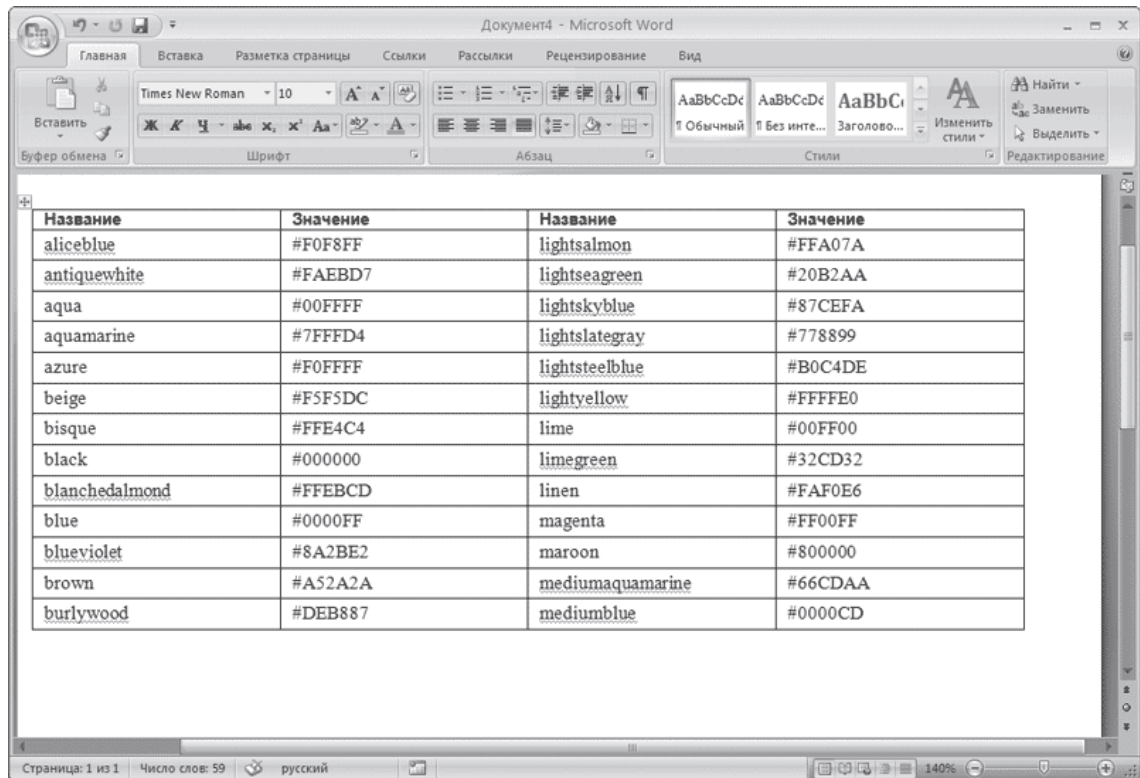 Документ4 - Microsoft Word
Главная Вставка Разметка страницы Ссылки Рассылки Рецензирование Вид
Times New Roman 10
Вставить
Ж К Ч abc x₂ x² Aa
AaBbCcDc AaBbCcDc AaBbC
¶ Обычный ¶ Без инте... Заголово...
Изменить стили
Найти
Заменить
Выделить
Буфер обмена Шрифт Абзац Стили Редактирование
Название Значение Название Значение
aliceblue #F0F8FF lightsalmon #FFA07A
antiquewhite #FAEBD7 lightseagreen #20B2AA
aqua #00FFFF lightskyblue #87CEFA
aquamarine #7FFFD4 lightslategray #778899
azure #F0FFFF lightsteelblue #B0C4DE
beige #F5F5DC lightyellow #FFFFE0
bisque #FFE4C4 lime #00FF00
black #000000 limegreen #32CD32
blanchedalmond #FFEBCD linen #FAF0E6
blue #0000FF magenta #FF00FF
blueviolet #8A2BE2 maroon #800000
brown #A52A2A mediumaquamarine #66CDAA
burlywood #DEB887 mediumblue #0000CD
Страница: 1 из 1 Число слов: 59 русский 140%